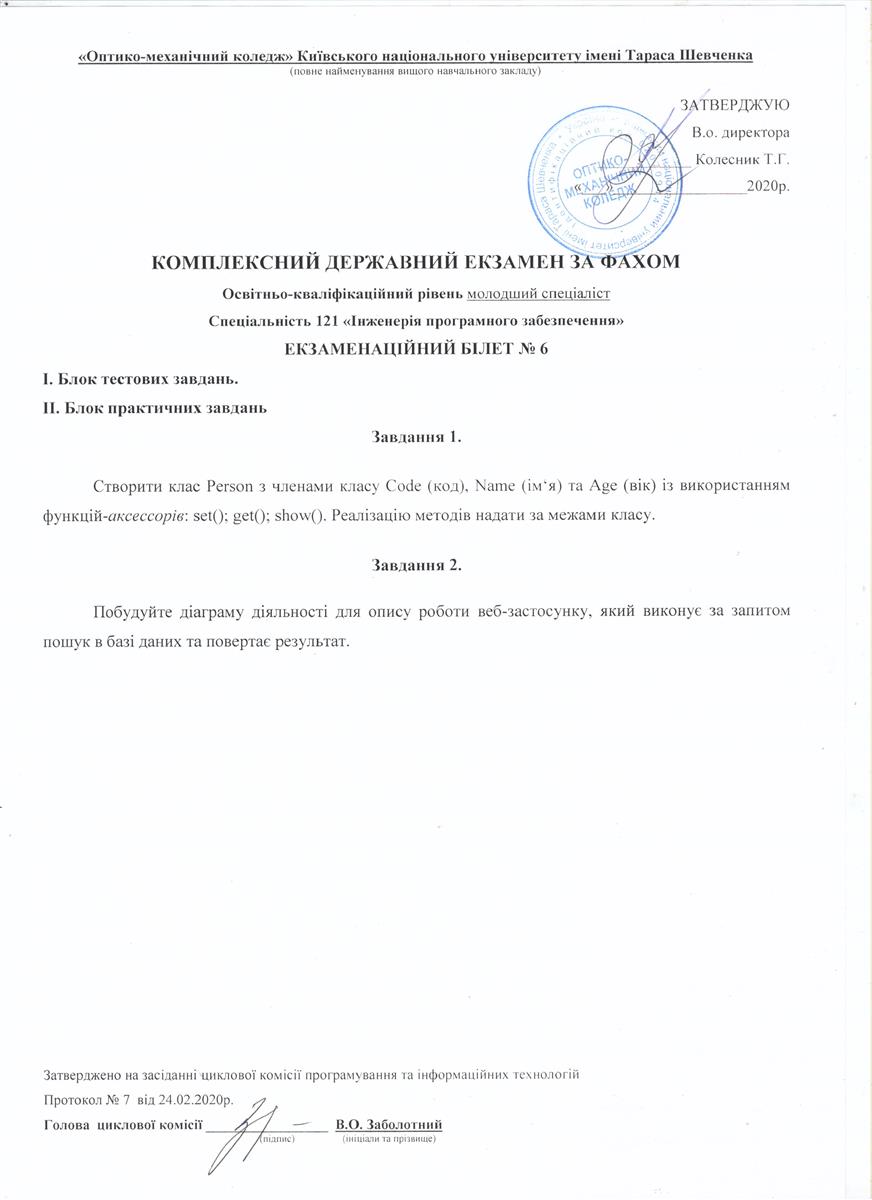 «Оптико-механічний коледж» Київського національного університету імені Тараса Шевченка
(повне найменування вищого навчального закладу)
ЗАТВЕРДЖУЮ
В.о. директора
Колесник Т.Г.
«___»____________2020р.
ОПТИКО-
МЕХАНІЧНИЙ
КОЛЕДЖ
КОМПЛЕКСНИЙ ДЕРЖАВНИЙ ЕКЗАМЕН ЗА ФАХОМ
Освітньо-кваліфікаційний рівень молодший спеціаліст
Спеціальність 121 «Інженерія програмного забезпечення»
ЕКЗАМЕНАЦІЙНИЙ БІЛЕТ № 6
І. Блок тестових завдань.
ІІ. Блок практичних завдань
Завдання 1.
Створити клас Person з членами класу Code (код), Name (ім‘я) та Age (вік) із використанням
функцій-аксессорів: set(); get(); show(). Реалізацію методів надати за межами класу.
Завдання 2.
Побудуйте діаграму діяльності для опису роботи веб-застосунку, який виконує за запитом
пошук в базі даних та повертає результат.
Затверджено на засіданні циклової комісії програмування та інформаційних технологій
Протокол № 7 від 24.02.2020р.
Голова циклової комісії ________________ В.О. Заболотний
(підпис) (ініціали та прізвище)